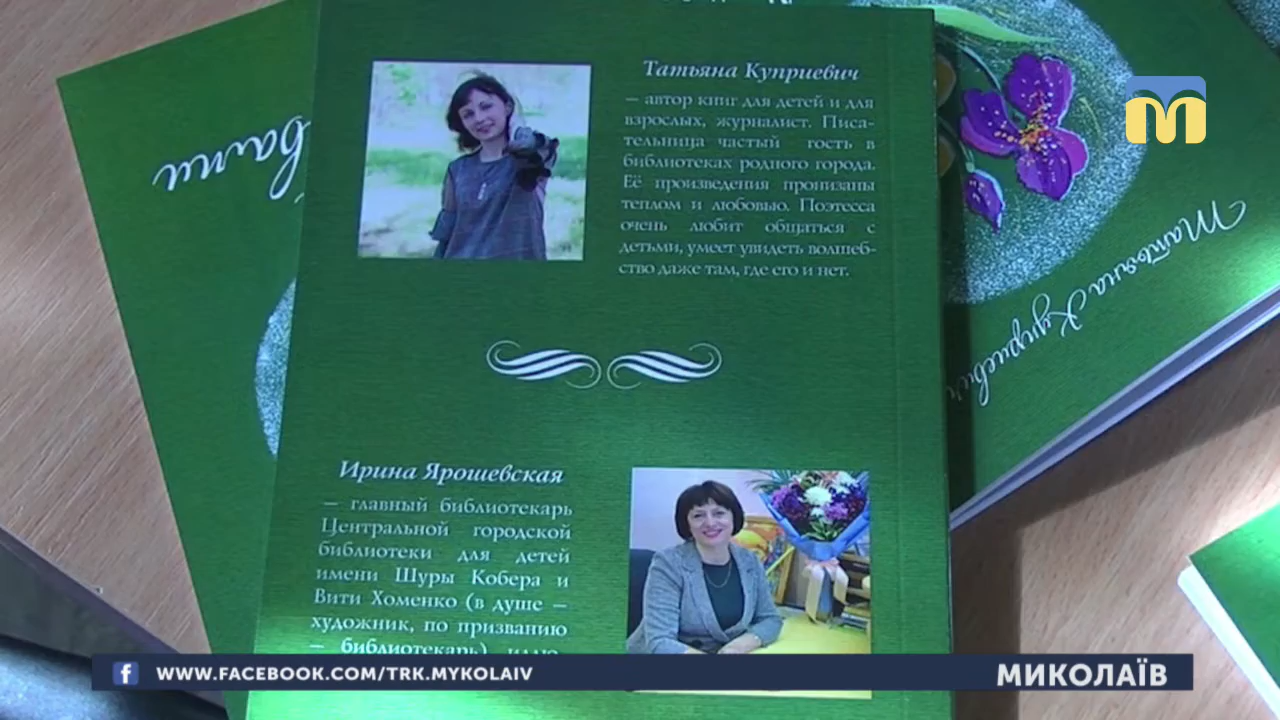 Татьяна Куприевич
– автор книг для детей и для
взрослых, журналист. Писа-
тельница частый гость в
библиотеках родного города.
Её произведения пронизаны
теплом и любовью. Поэтесса
очень любит общаться с
детьми, умеет увидеть волшеб-
ство даже там, где его и нет.
Ирина Ярошевская
– главный библиотекарь
Центральной городской
библиотеки для детей
имени Шуры Кобера и
Вити Хоменко (в душе –
художник, по призванию
– библиотекарь), иллю-
Татьяна Куприевич
M
WWW.FACEBOOK.COM/TRK.MYKOLAIV
МИКОЛАЇВ